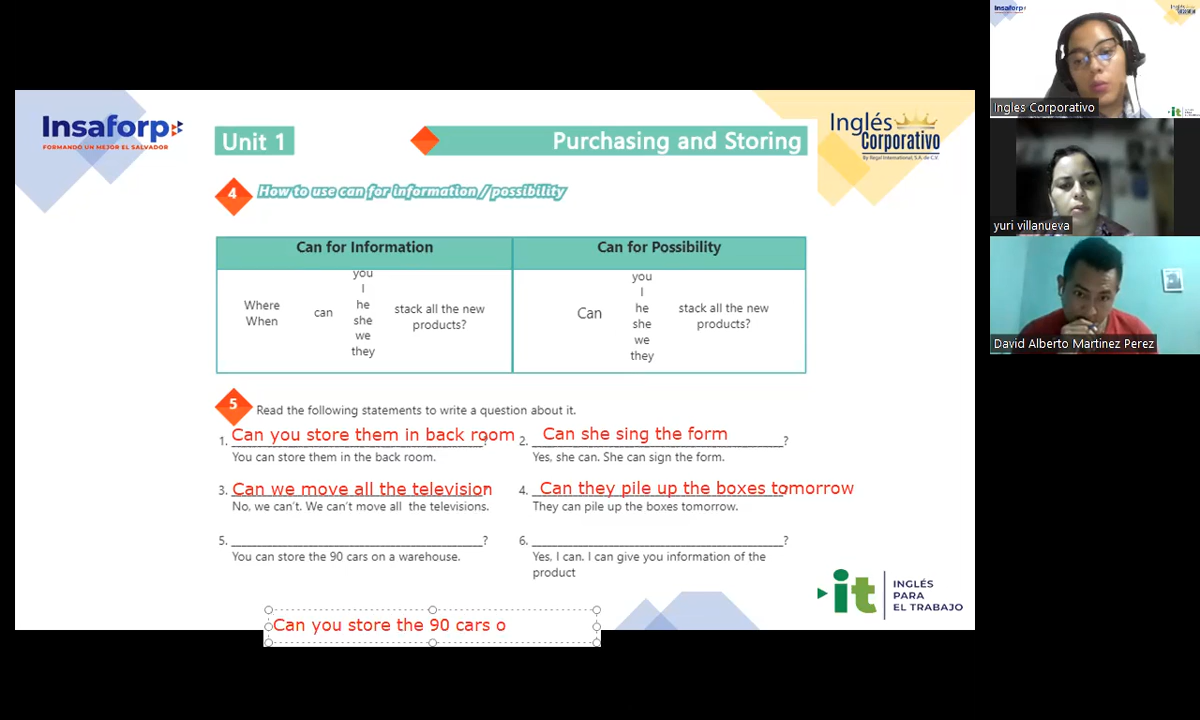 Insaforp
FORMANDO UN MEJOR EL SALVADOR
Unit 1
Purchasing and Storing
Inglés
Corporativo
By Regal International, S.A. de C.V.
4
How to use can for information / possibility
Can for Information
Can for Possibility
Where
When
can
you
I
he
she
we
they
stack all the new
products?
Can
you
I
he
she
we
they
stack all the new
products?
5
Read the following statements to write a question about it.
1. Can you store them in back room ?
You can store them in the back room.
2. Can she sing the form ?
Yes, she can. She can sign the form.
3. Can we move all the television
No, we can't. We can't move all the televisions.
4. Can they pile up the boxes tomorrow
They can pile up the boxes tomorrow.
5. ?
You can store the 90 cars on a warehouse.
6. ?
Yes, I can. I can give you information of the
product
Can you store the 90 cars o
it
INGLÉS
PARA
EL TRABAJO
Insaforp
Inglés
Corporativo
it
Ingles Corporativo
yuri villanueva
David Alberto Martinez Perez